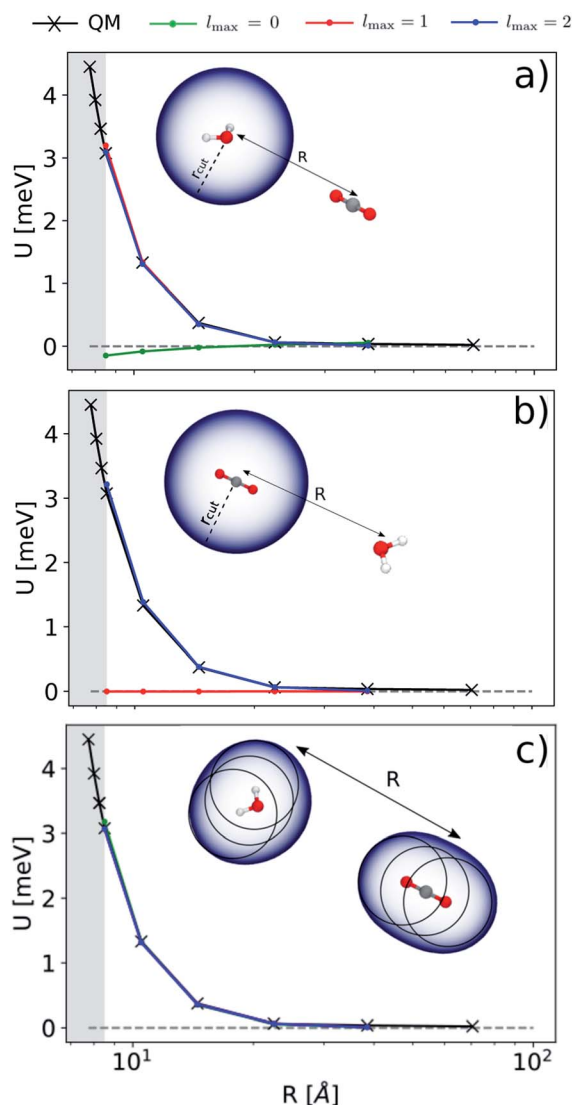 QM l_max = 0 l_max = 1 l_max = 2
a)
4
3
2
1
0
U [meV]
r_cut
R
b)
4
3
2
1
0
U [meV]
r_cut
R
c)
4
3
2
1
0
U [meV]
R
10^1 10^2
R [Å]